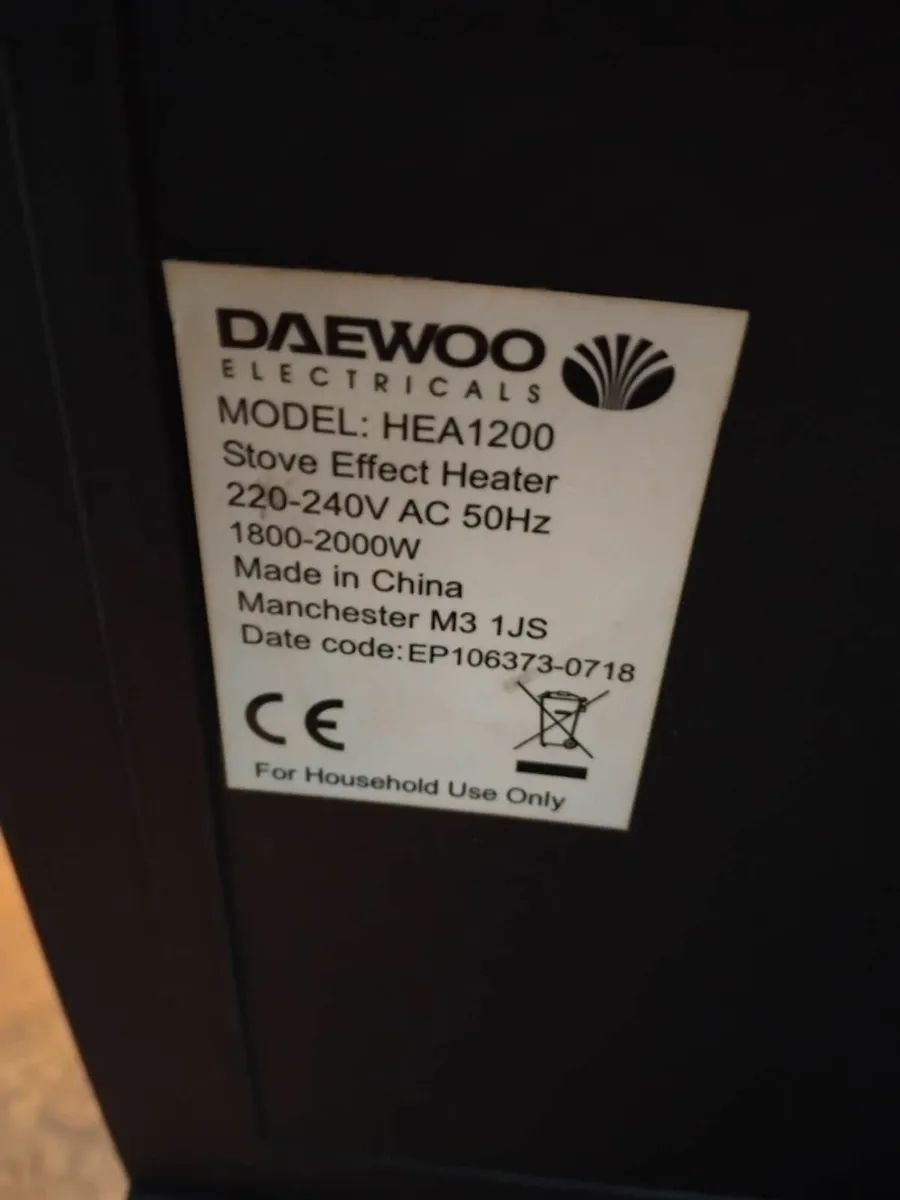 DAEWOO
ELECTRICALS
MODEL: HEA1200
Stove Effect Heater
220-240V AC 50Hz
1800-2000W
Made in China
Manchester M3 1JS
Date code:EP106373-0718
CE
For Household Use Only